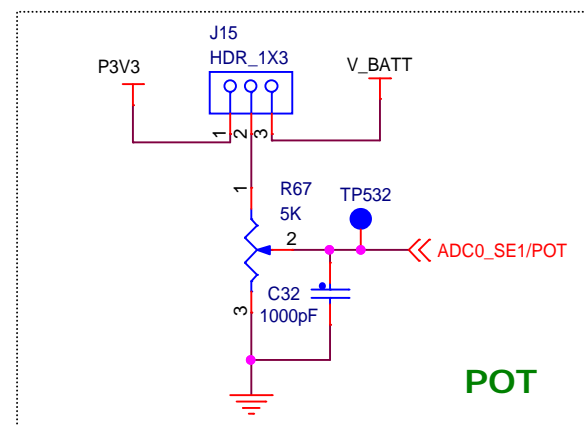 J15
HDR_1X3
P3V3
V_BATT
1
2
3
1
R67
5K
TP532
2
ADC0_SE1/POT
C32
1000pF
3
POT